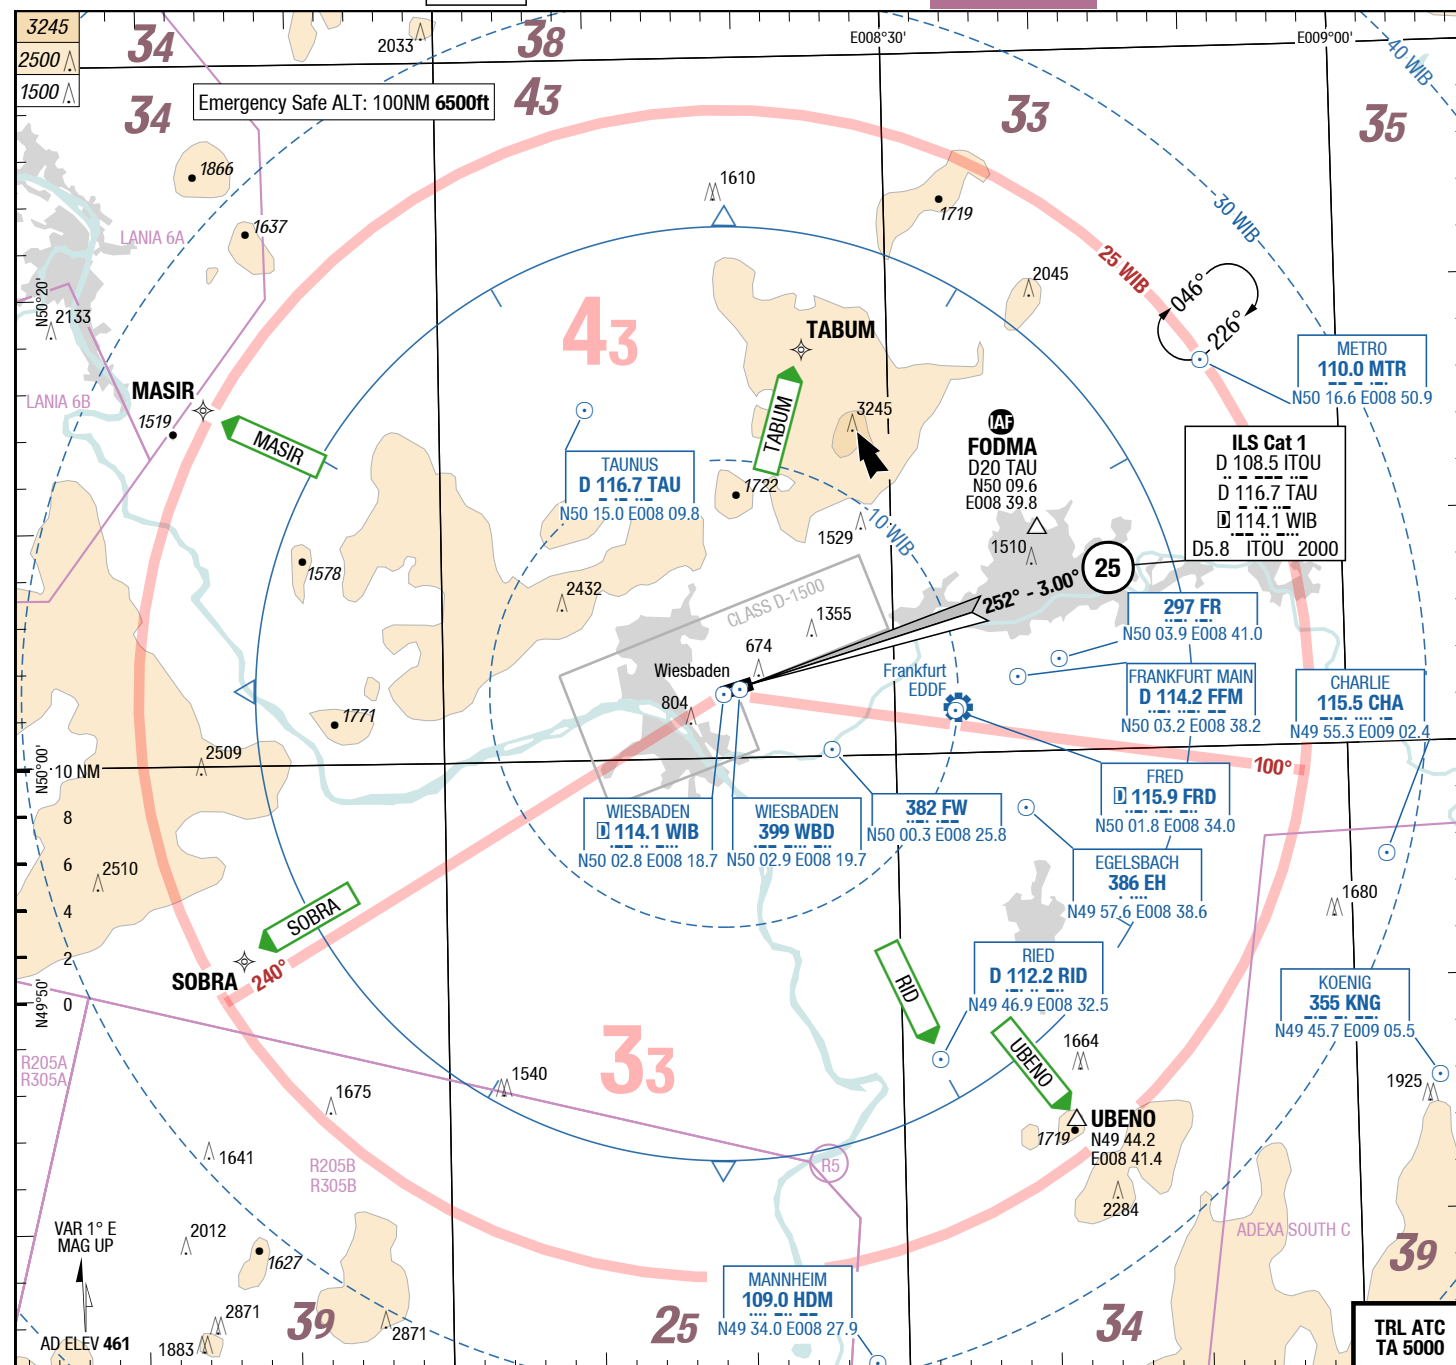 3245
2500
1500
34
2033
38
E008°30'
E009°00'
40 WIB
Emergency Safe ALT: 100NM 6500ft
34
43
33
35
1866
1637
LANIA 6A
1610
1719
30 WIB
25 WIB
046°
226°
2045
N50°20'
2133
43
TABUM
METRO
110.0 MTR
N50 16.6 E008 50.9
MASIR
LANIA 6B
1519
MASIR
TABUM
3245
IAF
FODMA
D20 TAU
N50 09.6
E008 39.8
ILS Cat 1
D 108.5 ITOU
D 116.7 TAU
D 114.1 WIB
D5.8 ITOU 2000
TAUNUS
D 116.7 TAU
N50 15.0 E008 09.8
1722
10 WIB
1529
1510
1578
2432
CLASS D-1500
1355
252° - 3.00°
25
297 FR
N50 03.9 E008 41.0
674
Wiesbaden
Frankfurt
EDDF
FRANKFURT MAIN
D 114.2 FFM
N50 03.2 E008 38.2
CHARLIE
115.5 CHA
N49 55.3 E009 02.4
804
1771
2509
N50°00'
10 NM
100°
8
6
4
2
0
WIESBADEN
D 114.1 WIB
N50 02.8 E008 18.7
WIESBADEN
399 WBD
N50 02.9 E008 19.7
382 FW
N50 00.3 E008 25.8
FRED
D 115.9 FRD
N50 01.8 E008 34.0
EGELSBACH
386 EH
N49 57.6 E008 38.6
2510
1680
SOBRA
SOBRA
240°
RID
RIED
D 112.2 RID
N49 46.9 E008 32.5
KOENIG
355 KNG
N49 45.7 E009 05.5
N49°50'
R205A
R305A
33
UBENO
1664
1540
1675
1925
UBENO
N49 44.2
E008 41.4
1719
1641
R205B
R305B
R5
2284
VAR 1° E
MAG UP
2012
1627
ADEXA SOUTH C
39
MANNHEIM
109.0 HDM
N49 34.0 E008 27.9
2871
1883
39
2871
25
34
AD ELEV 461
TRL ATC
TA 5000